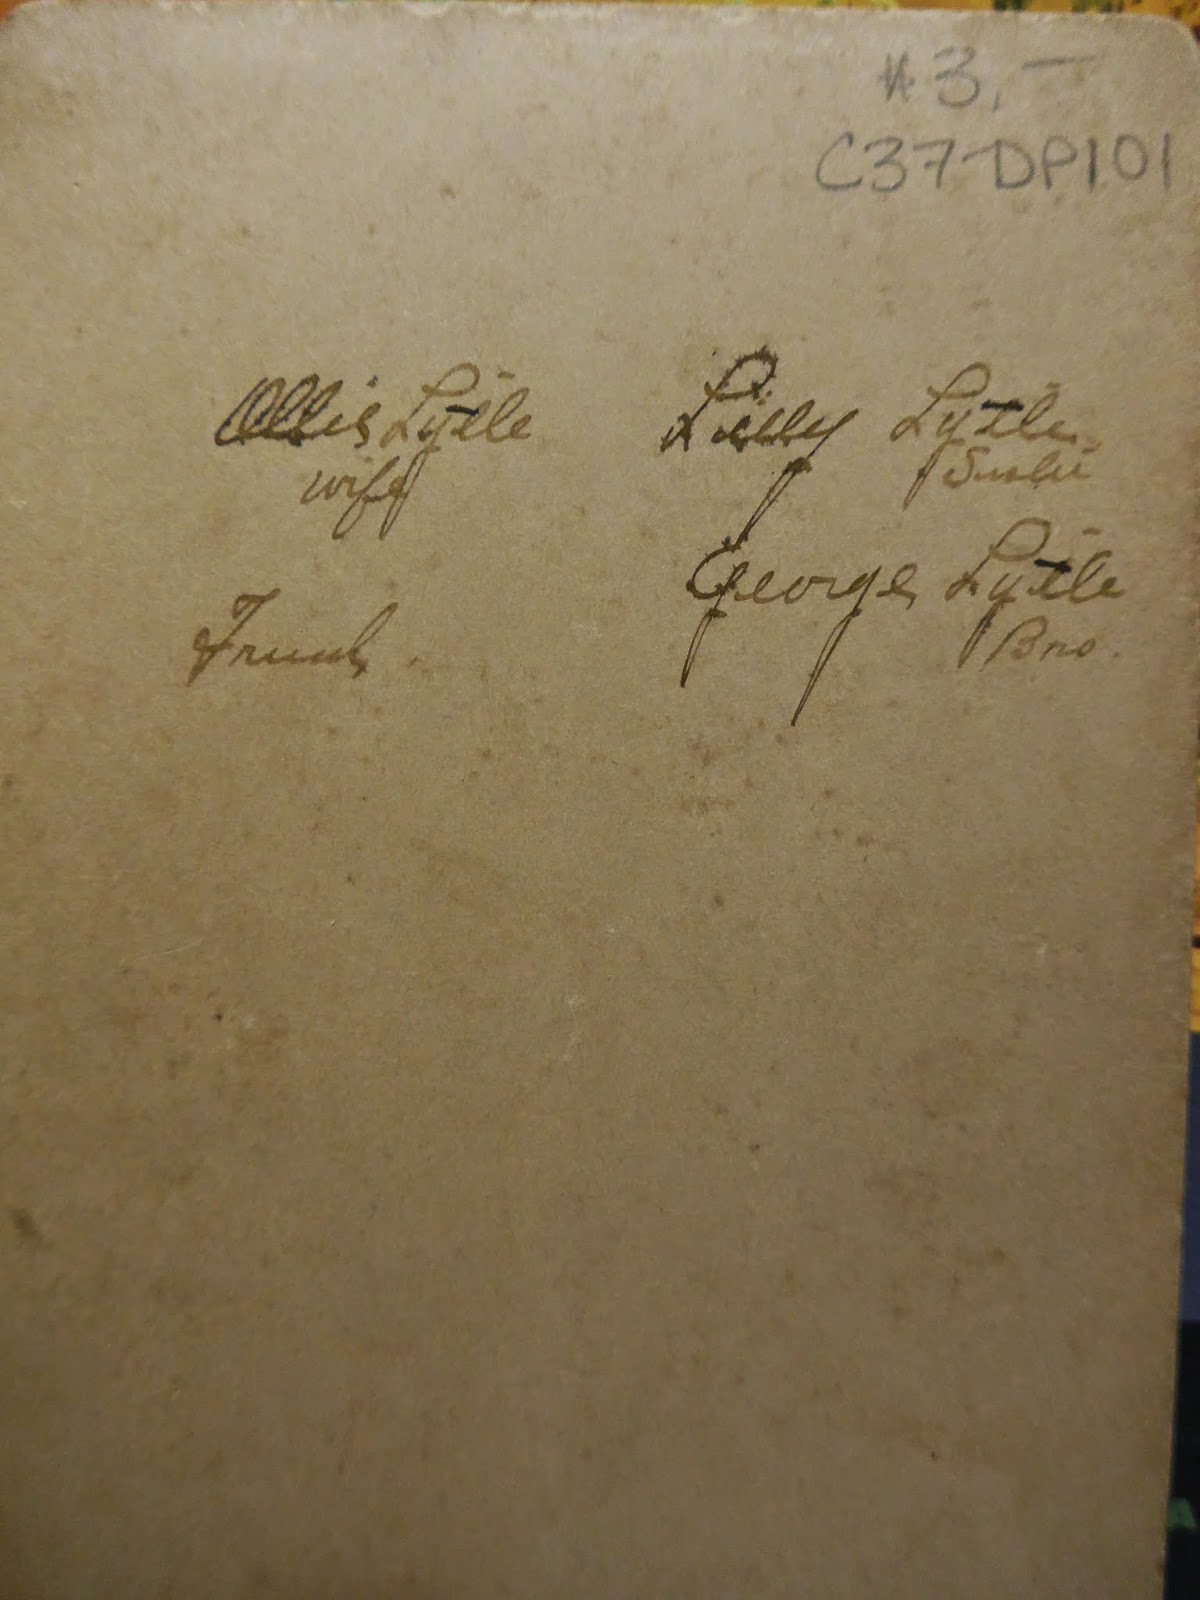 #3,—
C37-DP101
Ollie Lytle
wife
Lilly Lytle
George Lytle
Bro.
Frank